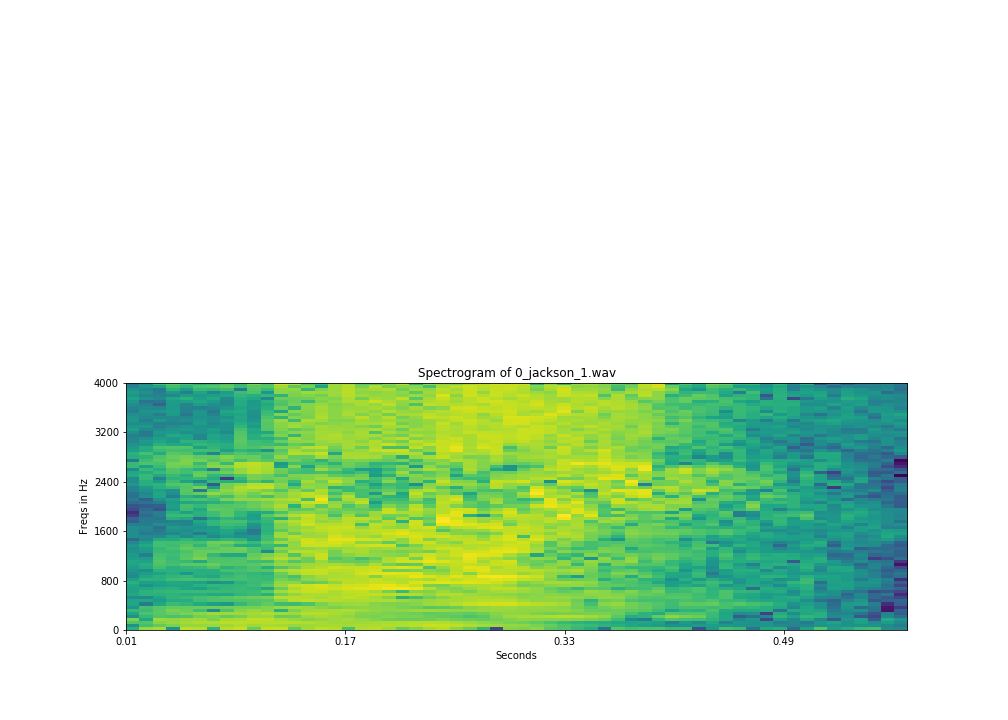 Spectrogram of 0_jackson_1.wav
4000
3200
2400
1600
800
0
Freqs in Hz
0.01 0.17 0.33 0.49
Seconds